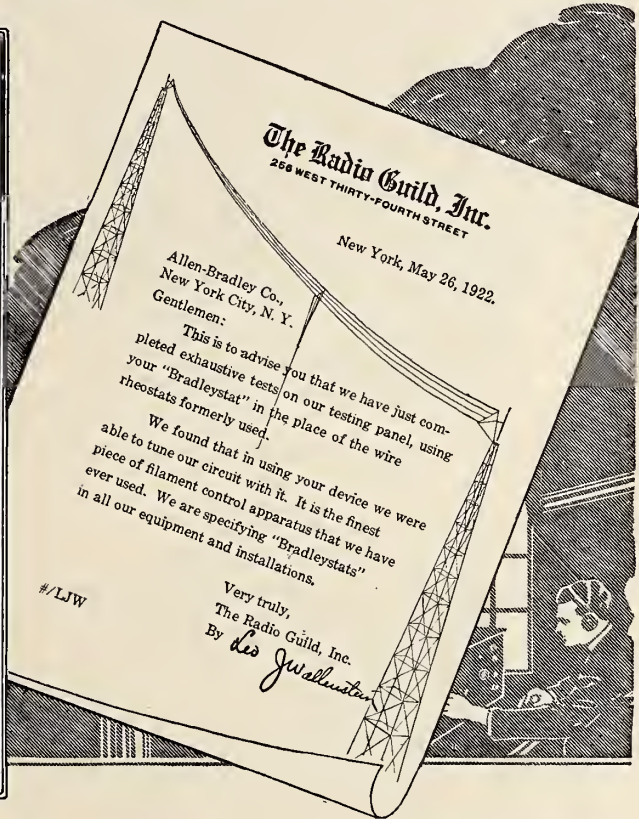 The Radio Guild, Inc.
256 WEST THIRTY-FOURTH STREET
New York, May 26, 1922.
Allen-Bradley Co.,
New York City, N. Y.
Gentlemen:
This is to advise you that we have just com-
pleted exhaustive tests on our testing panel, using
your "Bradleystat" in the place of the wire
rheostats formerly used.
We found that in using your device we were
able to tune our circuit with it. It is the finest
piece of filament control apparatus that we have
ever used. We are specifying "Bradleystats"
in all our equipment and installations.
Very truly,
The Radio Guild, Inc.
By Leo J Wallenstein
#/LJW